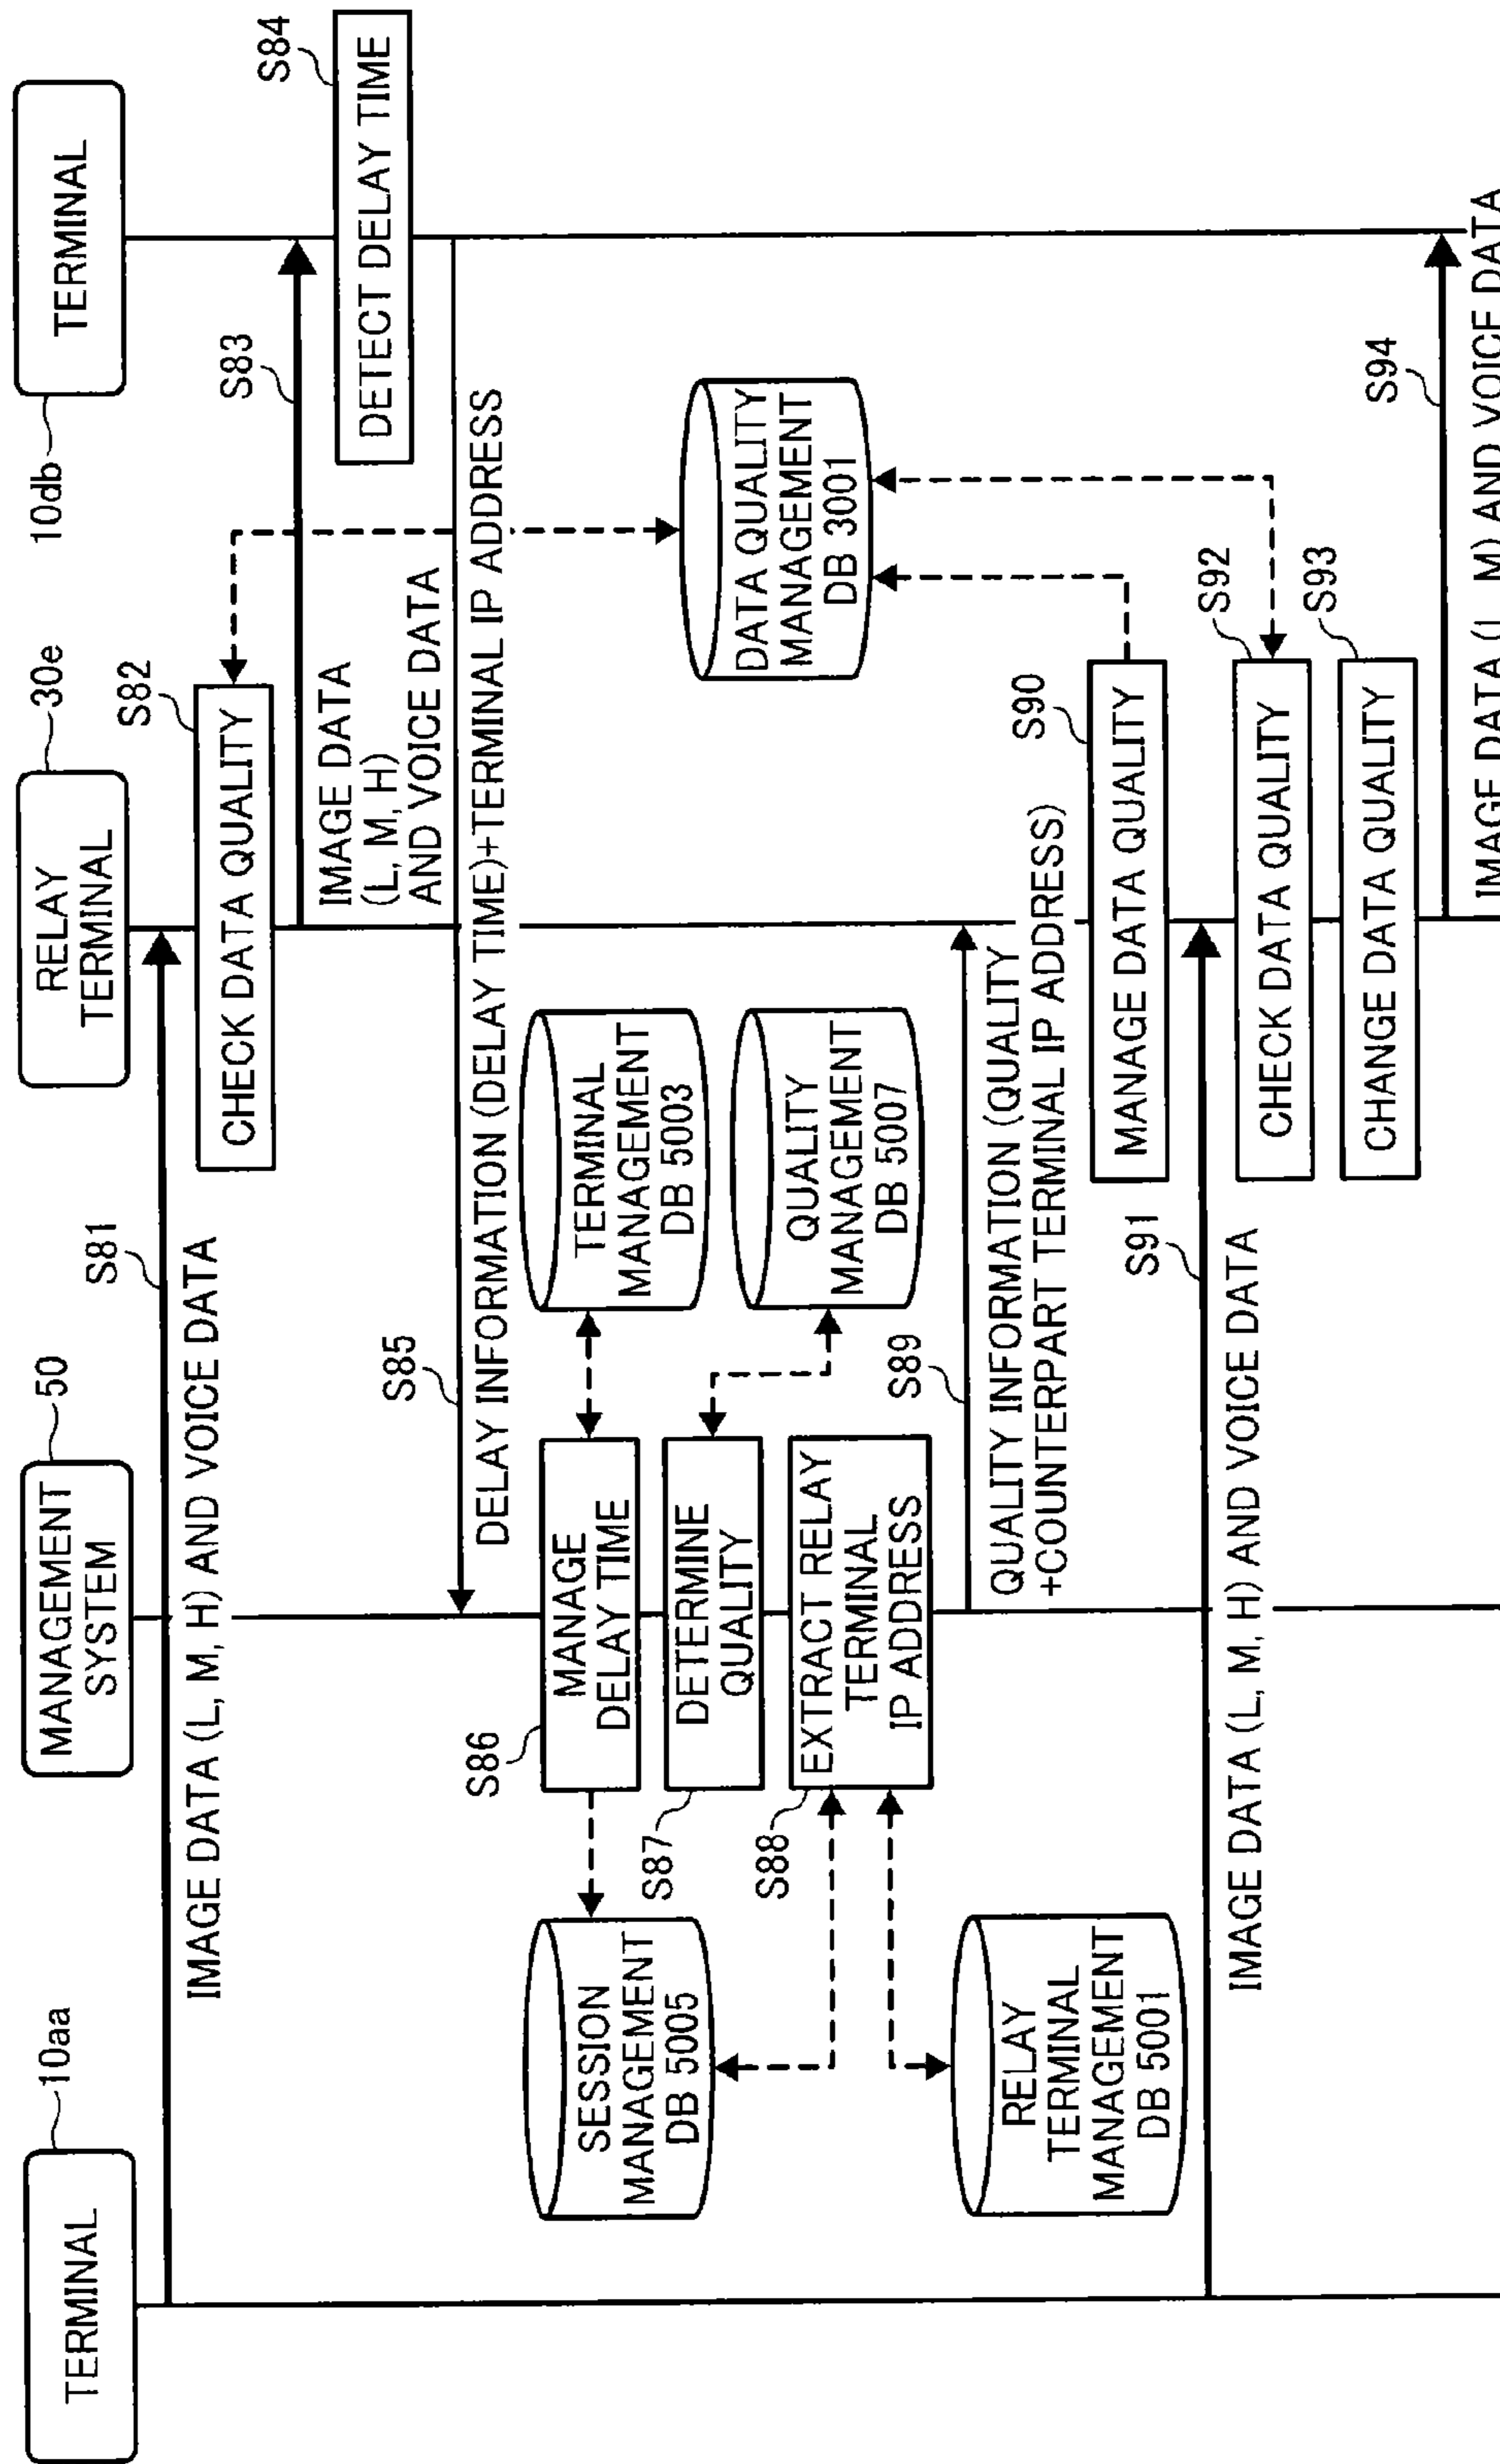 TERMINAL
10aa
MANAGEMENT
SYSTEM
50
RELAY
TERMINAL
30e
TERMINAL
10db
S81
IMAGE DATA (L, M, H) AND VOICE DATA
S82
CHECK DATA QUALITY
S83
IMAGE DATA
(L, M, H)
AND VOICE DATA
S84
DETECT DELAY TIME
S85
DELAY INFORMATION (DELAY TIME)+TERMINAL IP ADDRESS
S86
MANAGE
DELAY TIME
SESSION
MANAGEMENT
DB 5005
TERMINAL
MANAGEMENT
DB 5003
S87
DETERMINE
QUALITY
QUALITY
MANAGEMENT
DB 5007
S88
EXTRACT RELAY
TERMINAL
IP ADDRESS
RELAY
TERMINAL
MANAGEMENT
DB 5001
DATA QUALITY
MANAGEMENT
DB 3001
S89
QUALITY INFORMATION (QUALITY
+COUNTERPART TERMINAL IP ADDRESS)
S90
MANAGE DATA QUALITY
S91
IMAGE DATA (L, M, H) AND VOICE DATA
S92
CHECK DATA QUALITY
S93
CHANGE DATA QUALITY
S94
IMAGE DATA (L, M) AND VOICE DATA